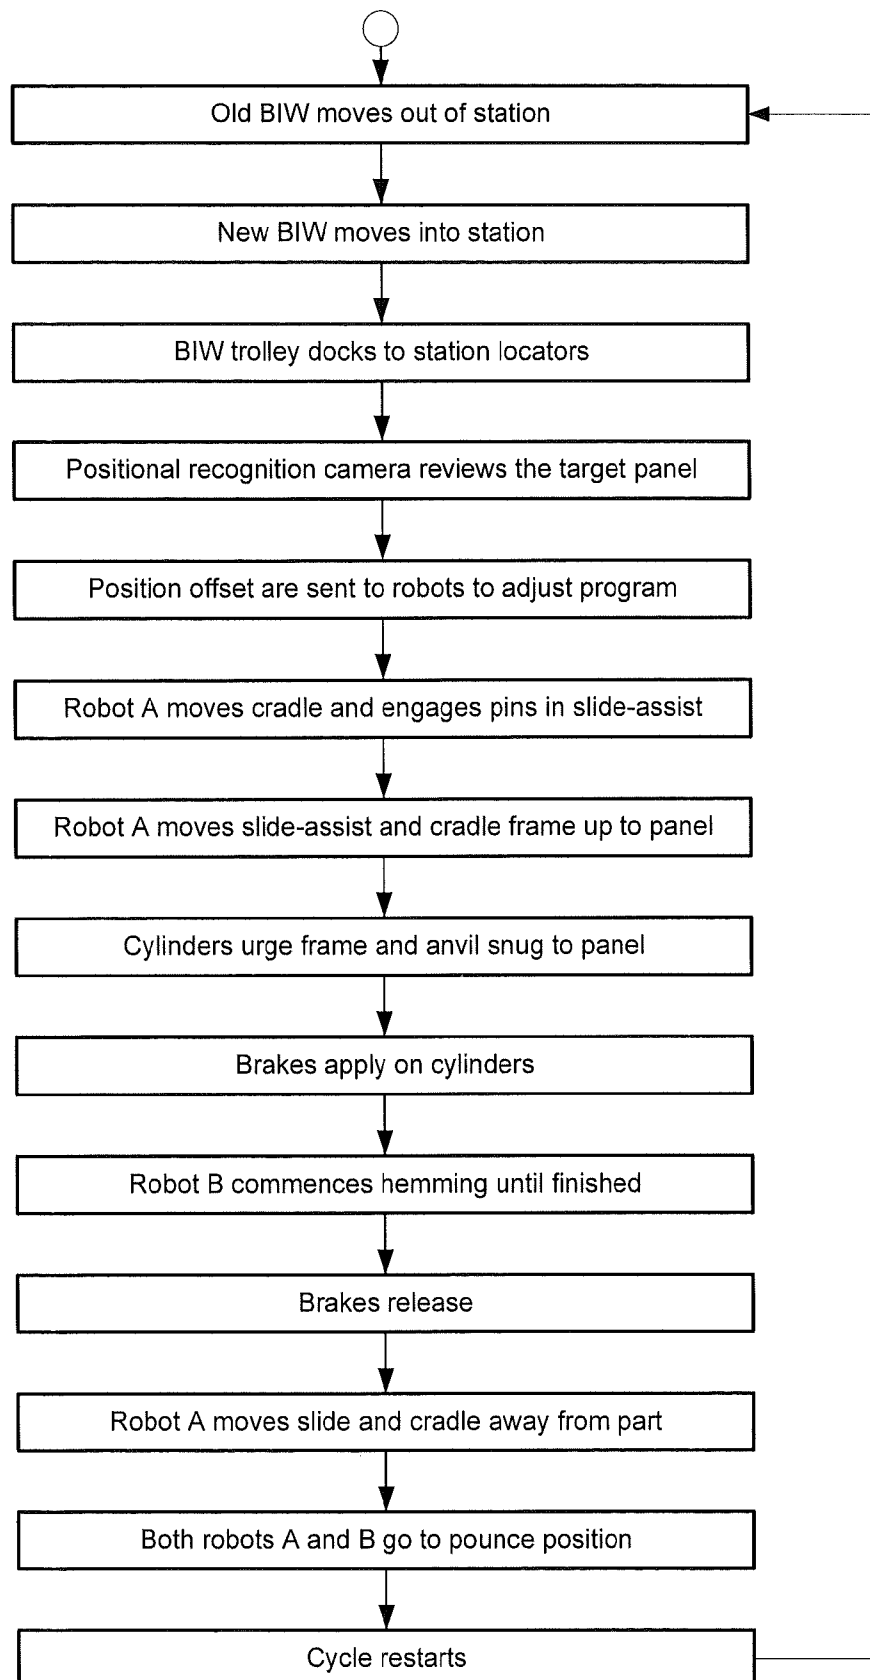 Old BIW moves out of station
New BIW moves into station
BIW trolley docks to station locators
Positional recognition camera reviews the target panel
Position offset are sent to robots to adjust program
Robot A moves cradle and engages pins in slide-assist
Robot A moves slide-assist and cradle frame up to panel
Cylinders urge frame and anvil snug to panel
Brakes apply on cylinders
Robot B commences hemming until finished
Brakes release
Robot A moves slide and cradle away from part
Both robots A and B go to pounce position
Cycle restarts